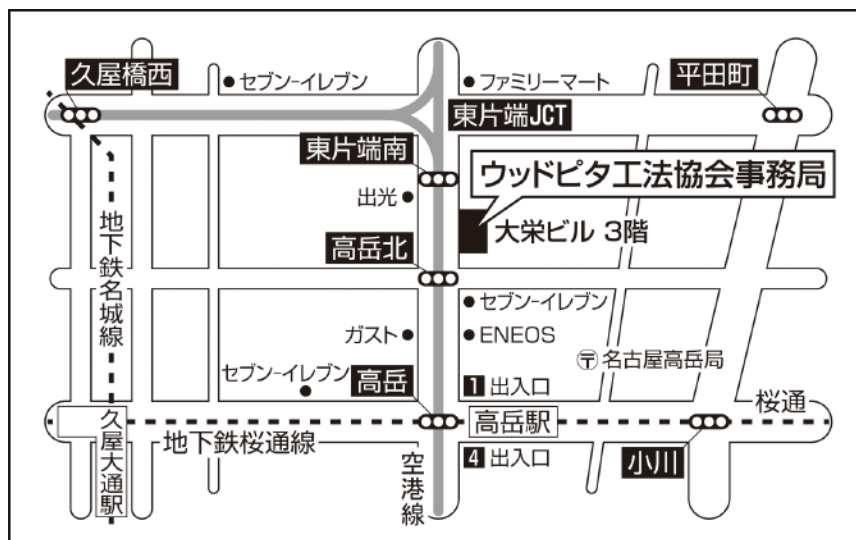 久屋橋西
セブン-イレブン
ファミリーマート
平田町
東片端JCT
東片端南
ウッドピタ工法協会事務局
出光
大栄ビル 3階
地下鉄名城線
高岳北
セブン-イレブン
ガスト
ENEOS
〒名古屋高岳局
セブン-イレブン
高岳
1 出入口
桜通
久屋大通駅
地下鉄桜通線
高岳駅
空港線
4 出入口
小川